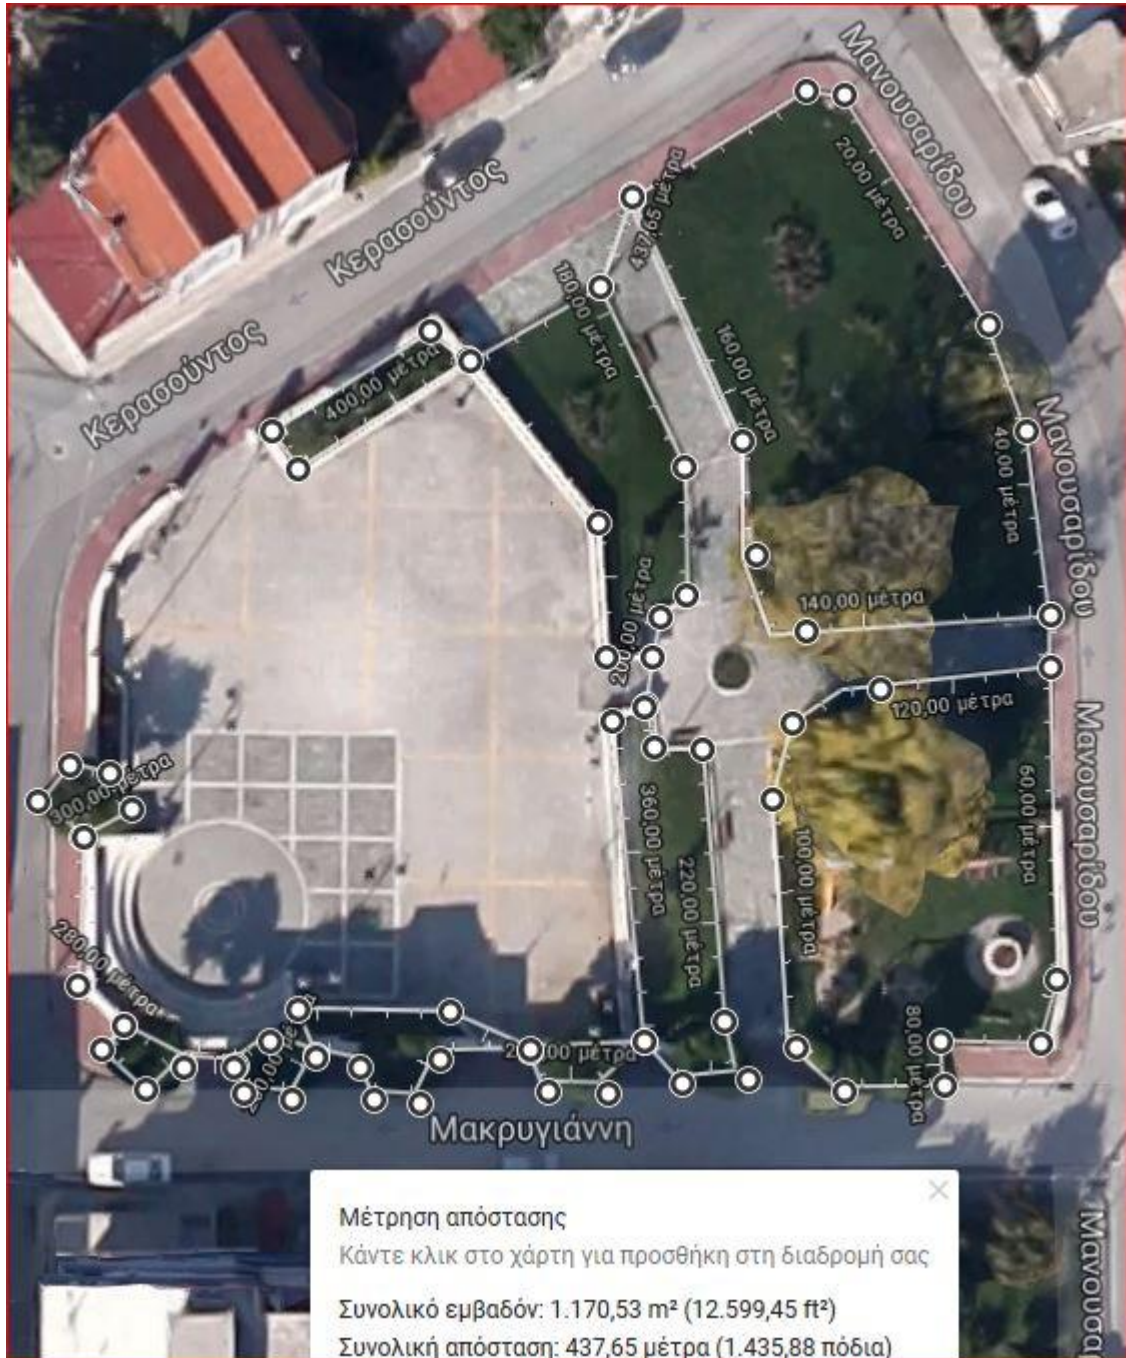 Μανουσαρίδου
20,00 μέτρα
437,65 μέτρα
Κερασούντος
180,00 μέτρα
160,00 μέτρα
Κερασούντος
400,00 μέτρα
Μανουσαρίδου
40,00 μέτρα
200,00 μέτρα
140,00 μέτρα
120,00 μέτρα
Μανουσαρίδου
300,00 μέτρα
360,00 μέτρα
60,00 μέτρα
100,00 μέτρα
220,00 μέτρα
280,00 μέτρα
80,00 μέτρα
Μακρυγιάννη
Μέτρηση απόστασης
Κάντε κλικ στο χάρτη για προσθήκη στη διαδρομή σας
Συνολικό εμβαδόν: 1.170,53 m² (12.599,45 ft²)
Συνολική απόσταση: 437,65 μέτρα (1.435,88 πόδια)